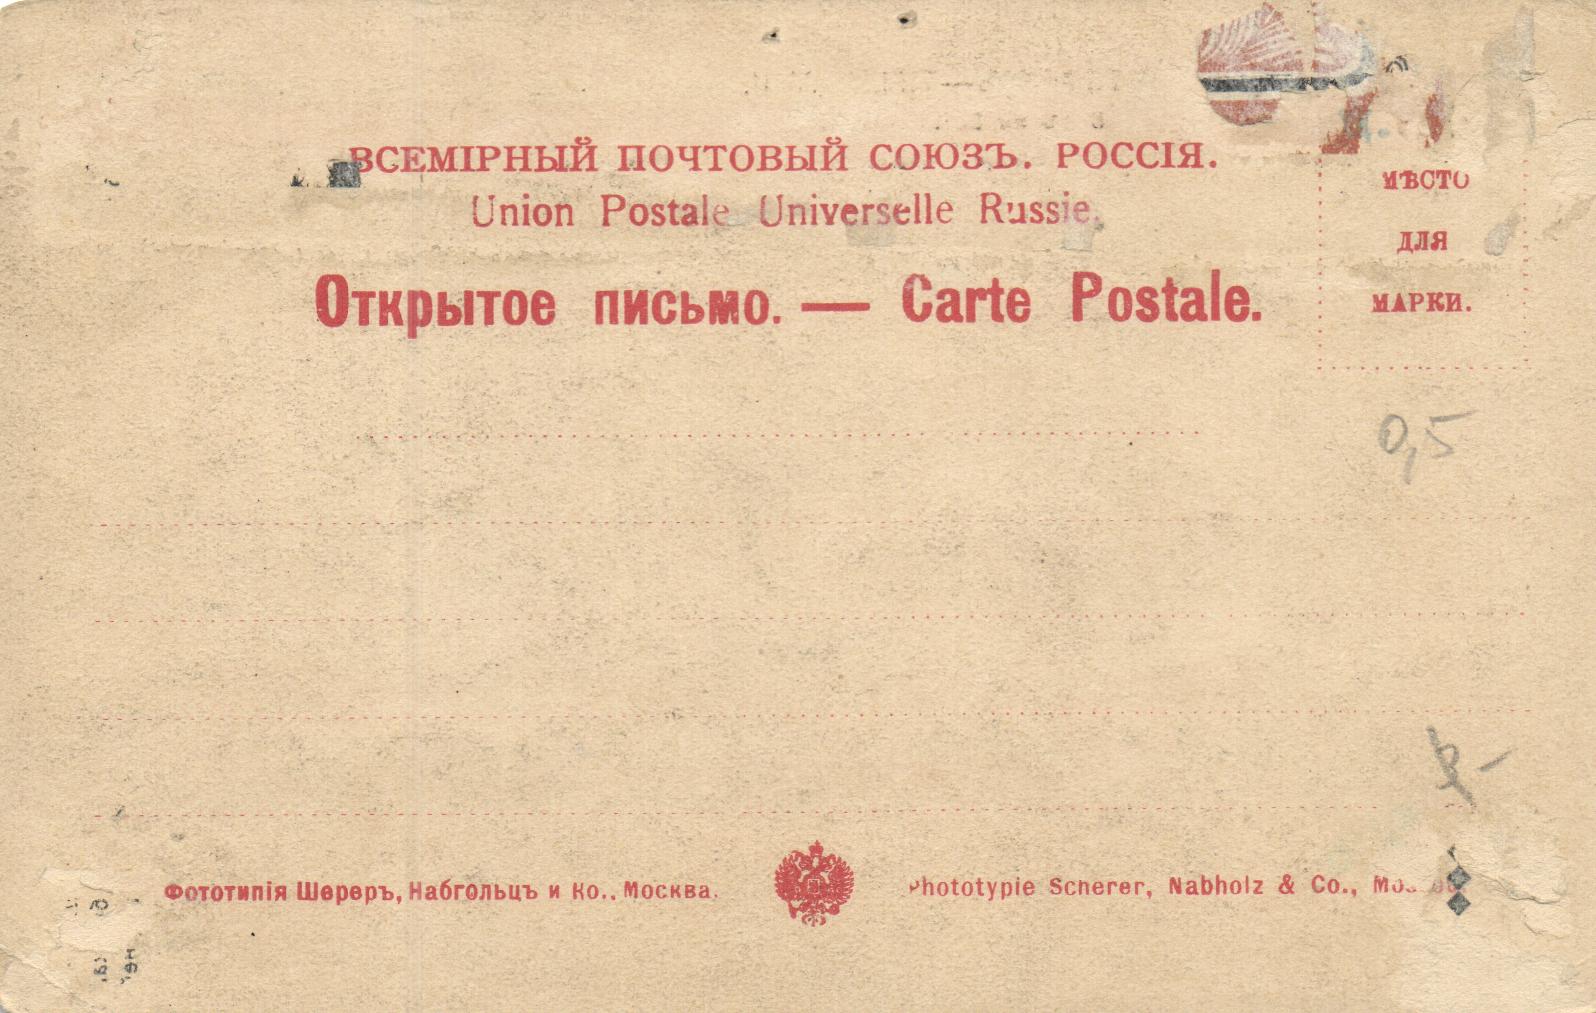 ВСЕМІРНЫЙ ПОЧТОВЫЙ СОЮЗЪ. РОССІЯ.
Union Postale Universelle Russie.
Открытое письмо. — Carte Postale.
МѢСТО
ДЛЯ
МАРКИ.
0,5
Фототипія Шереръ, Набгольцъ и Ко., Москва.
Phototypie Scherer, Nabholz & Co.,